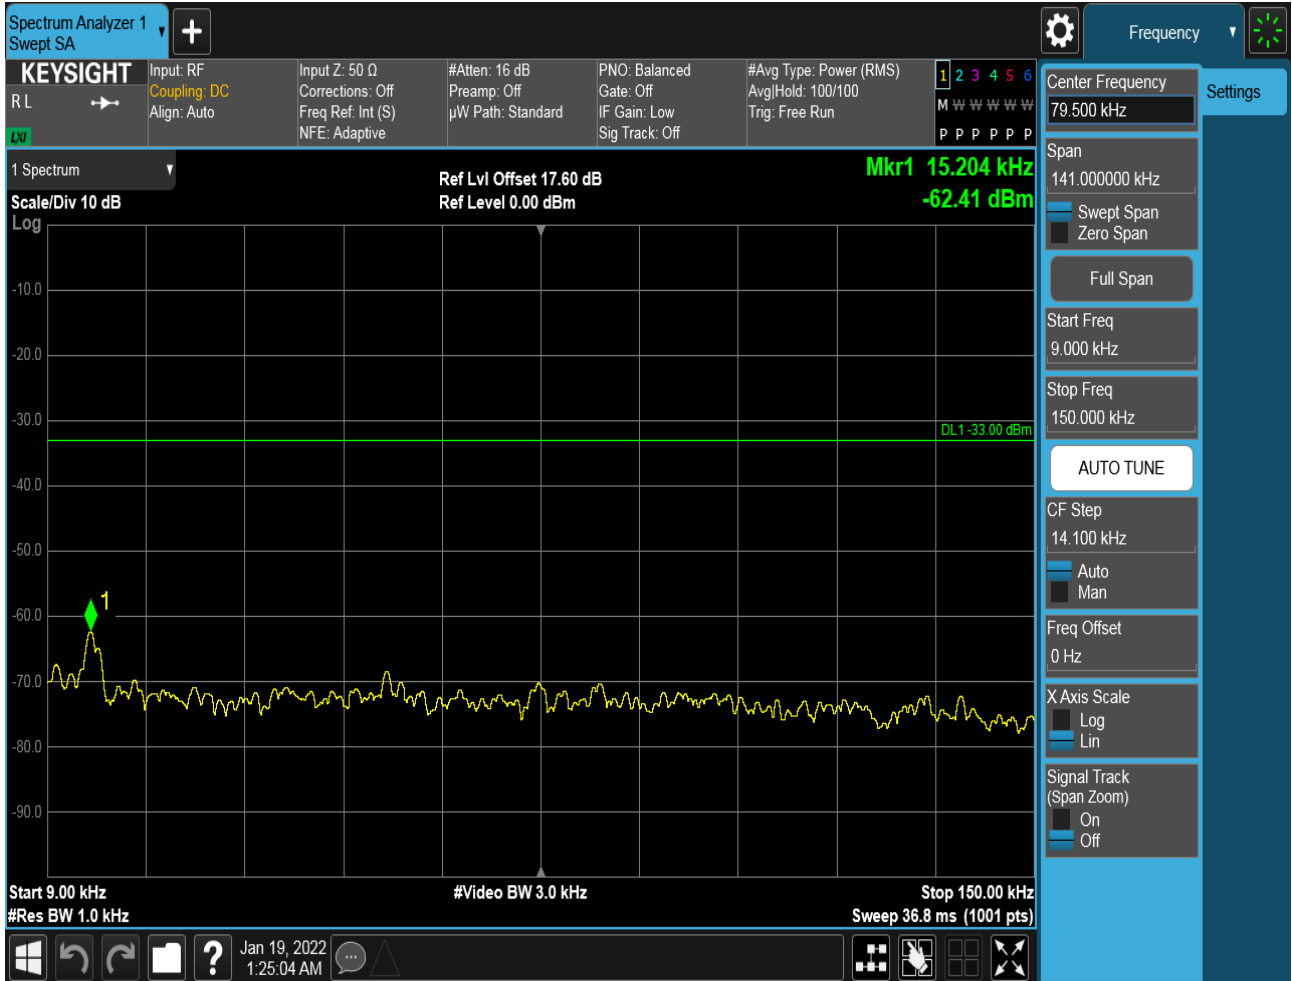 Spectrum Analyzer 1
Swept SA
Frequency
KEYSIGHT
R L
LXI
Input: RF
Coupling: DC
Align: Auto
Input Z: 50 Ω
Corrections: Off
Freq Ref: Int (S)
NFE: Adaptive
#Atten: 16 dB
Preamp: Off
µW Path: Standard
PNO: Balanced
Gate: Off
IF Gain: Low
Sig Track: Off
#Avg Type: Power (RMS)
Avg|Hold: 100/100
Trig: Free Run
1 2 3 4 5 6
M W W W W W
P P P P P P
1 Spectrum
Scale/Div 10 dB
Log
Ref Lvl Offset 17.60 dB
Ref Level 0.00 dBm
Mkr1 15.204 kHz
-62.41 dBm
-10.0
-20.0
-30.0
DL1 -33.00 dBm
-40.0
-50.0
1
-60.0
-70.0
-80.0
-90.0
Start 9.00 kHz
#Res BW 1.0 kHz
#Video BW 3.0 kHz
Stop 150.00 kHz
Sweep 36.8 ms (1001 pts)
Jan 19, 2022
1:25:04 AM
Center Frequency
79.500 kHz
Settings
Span
141.000000 kHz
Swept Span
Zero Span
Full Span
Start Freq
9.000 kHz
Stop Freq
150.000 kHz
AUTO TUNE
CF Step
14.100 kHz
Auto
Man
Freq Offset
0 Hz
X Axis Scale
Log
Lin
Signal Track
(Span Zoom)
On
Off